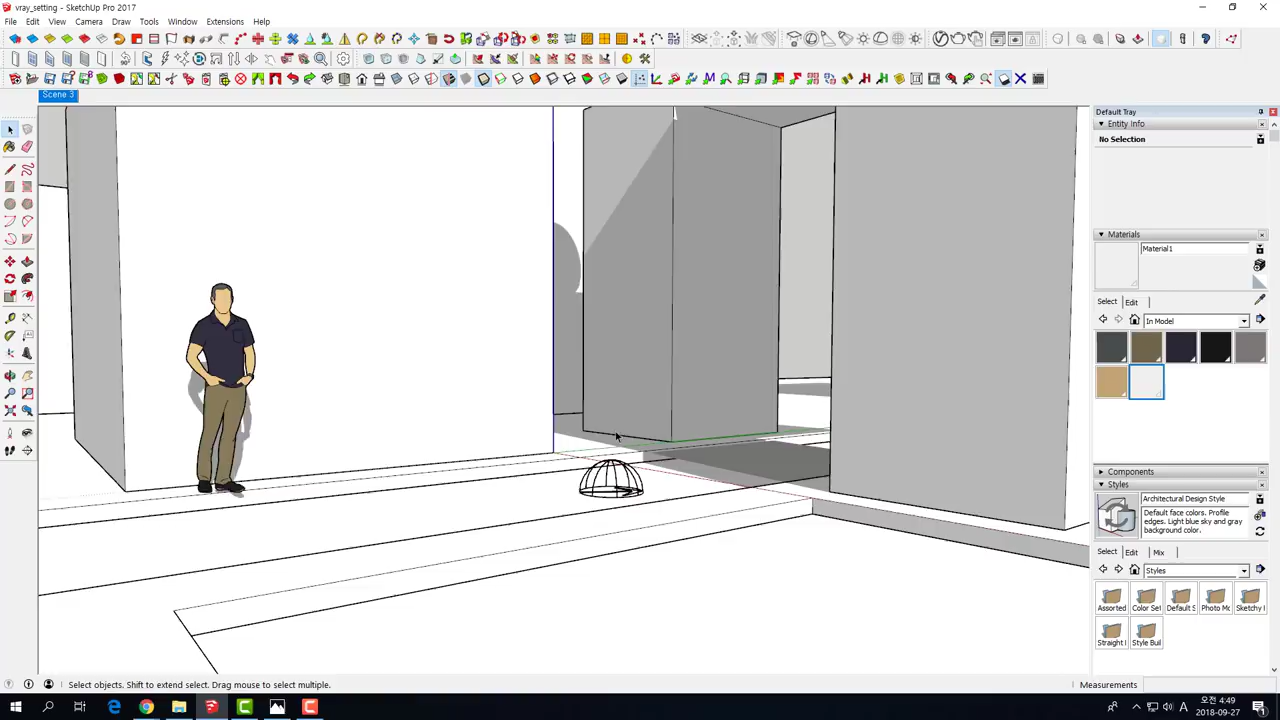 vray_setting - SketchUp Pro 2017
File Edit View Camera Draw Tools Window Extensions Help
Scene 3
Default Tray
Entity Info
No Selection
Materials
Material1
Select Edit
In Model
Components
Styles
Architectural Design Style
Default face colors. Profile
edges. Light blue sky and gray
background color.
Select Edit Mix
Styles
Assorted Color Set Default S Photo Mo Sketchy I
Straight l Style Buil
Select objects. Shift to extend select. Drag mouse to select multiple.
Measurements
A
오전 4:49
2018-09-27